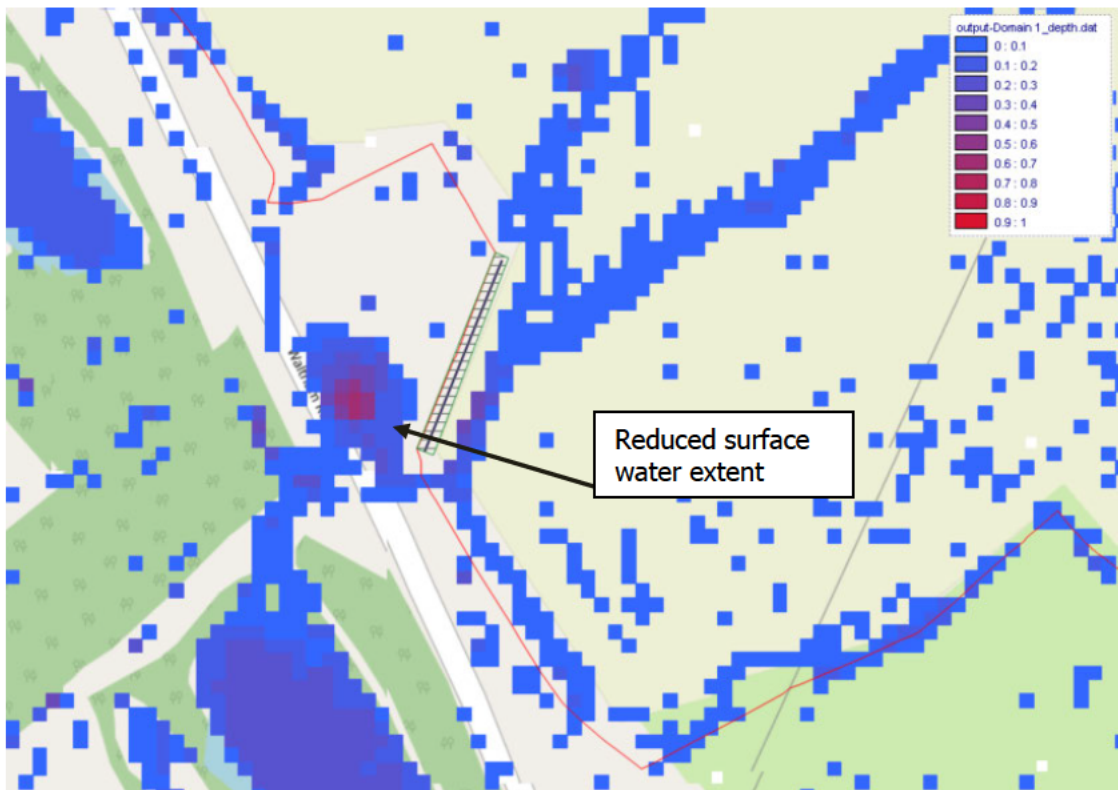 output-Domain 1_depth.dat
0 : 0.1
0.1 : 0.2
0.2 : 0.3
0.3 : 0.4
0.4 : 0.5
0.5 : 0.6
0.6 : 0.7
0.7 : 0.8
0.8 : 0.9
0.9 : 1
Reduced surface
water extent